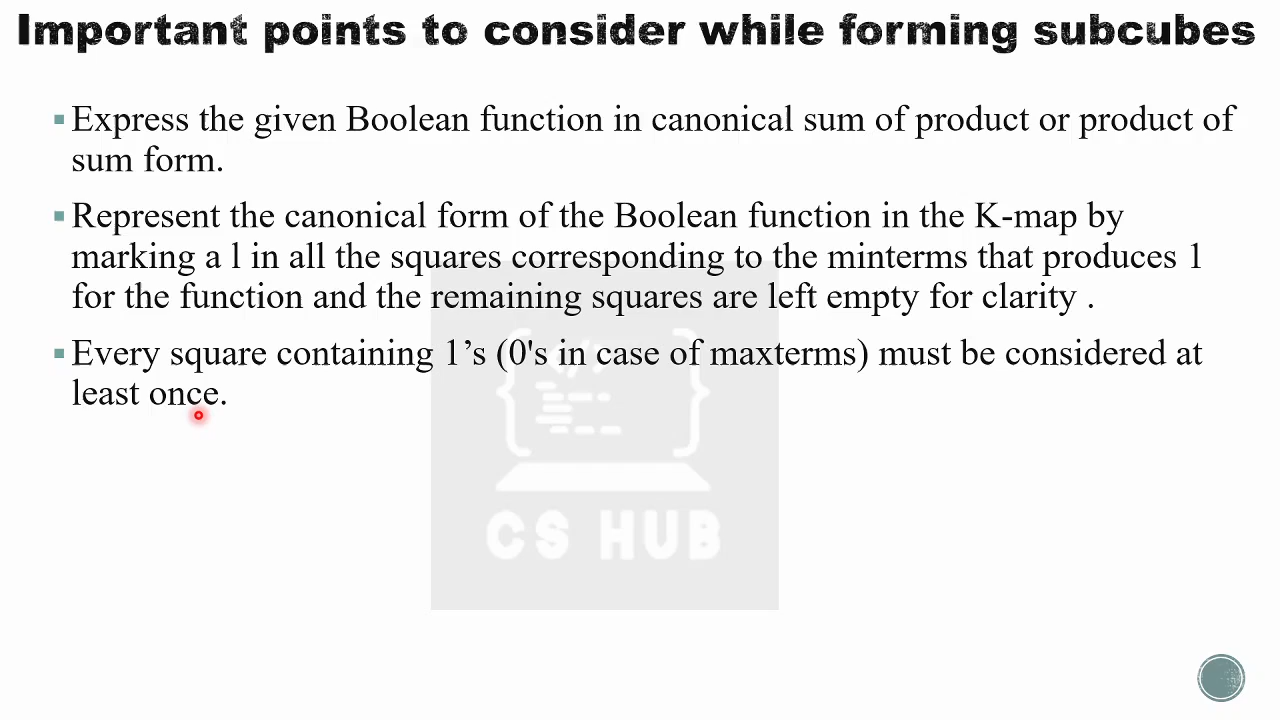 Important points to consider while forming subcubes
▪Express the given Boolean function in canonical sum of product or product of
sum form.
▪Represent the canonical form of the Boolean function in the K-map by
marking a l in all the squares corresponding to the minterms that produces 1
for the function and the remaining squares are left empty for clarity .
▪Every square containing 1’s (0's in case of maxterms) must be considered at
least once.
CS HUB